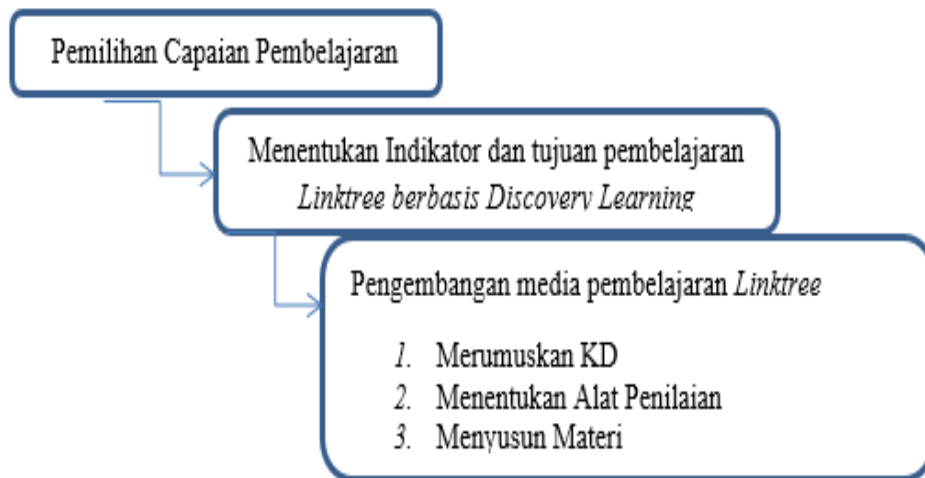 Pemilihan Capaian Pembelajaran
Menentukan Indikator dan tujuan pembelajaran
Linktree berbasis Discovery Learning
Pengembangan media pembelajaran Linktree
1. Merumuskan KD
2. Menentukan Alat Penilaian
3. Menyusun Materi